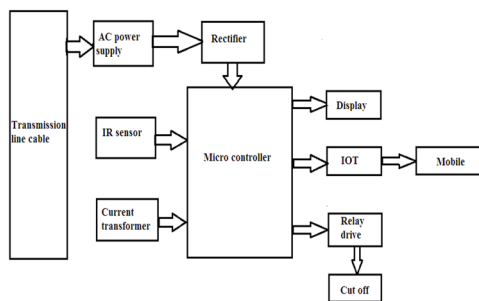 AC power
supply
Rectifier
Transmission
line cable
IR sensor
Micro controller
Display
IOT
Mobile
Current
transformer
Relay
drive
Cut off